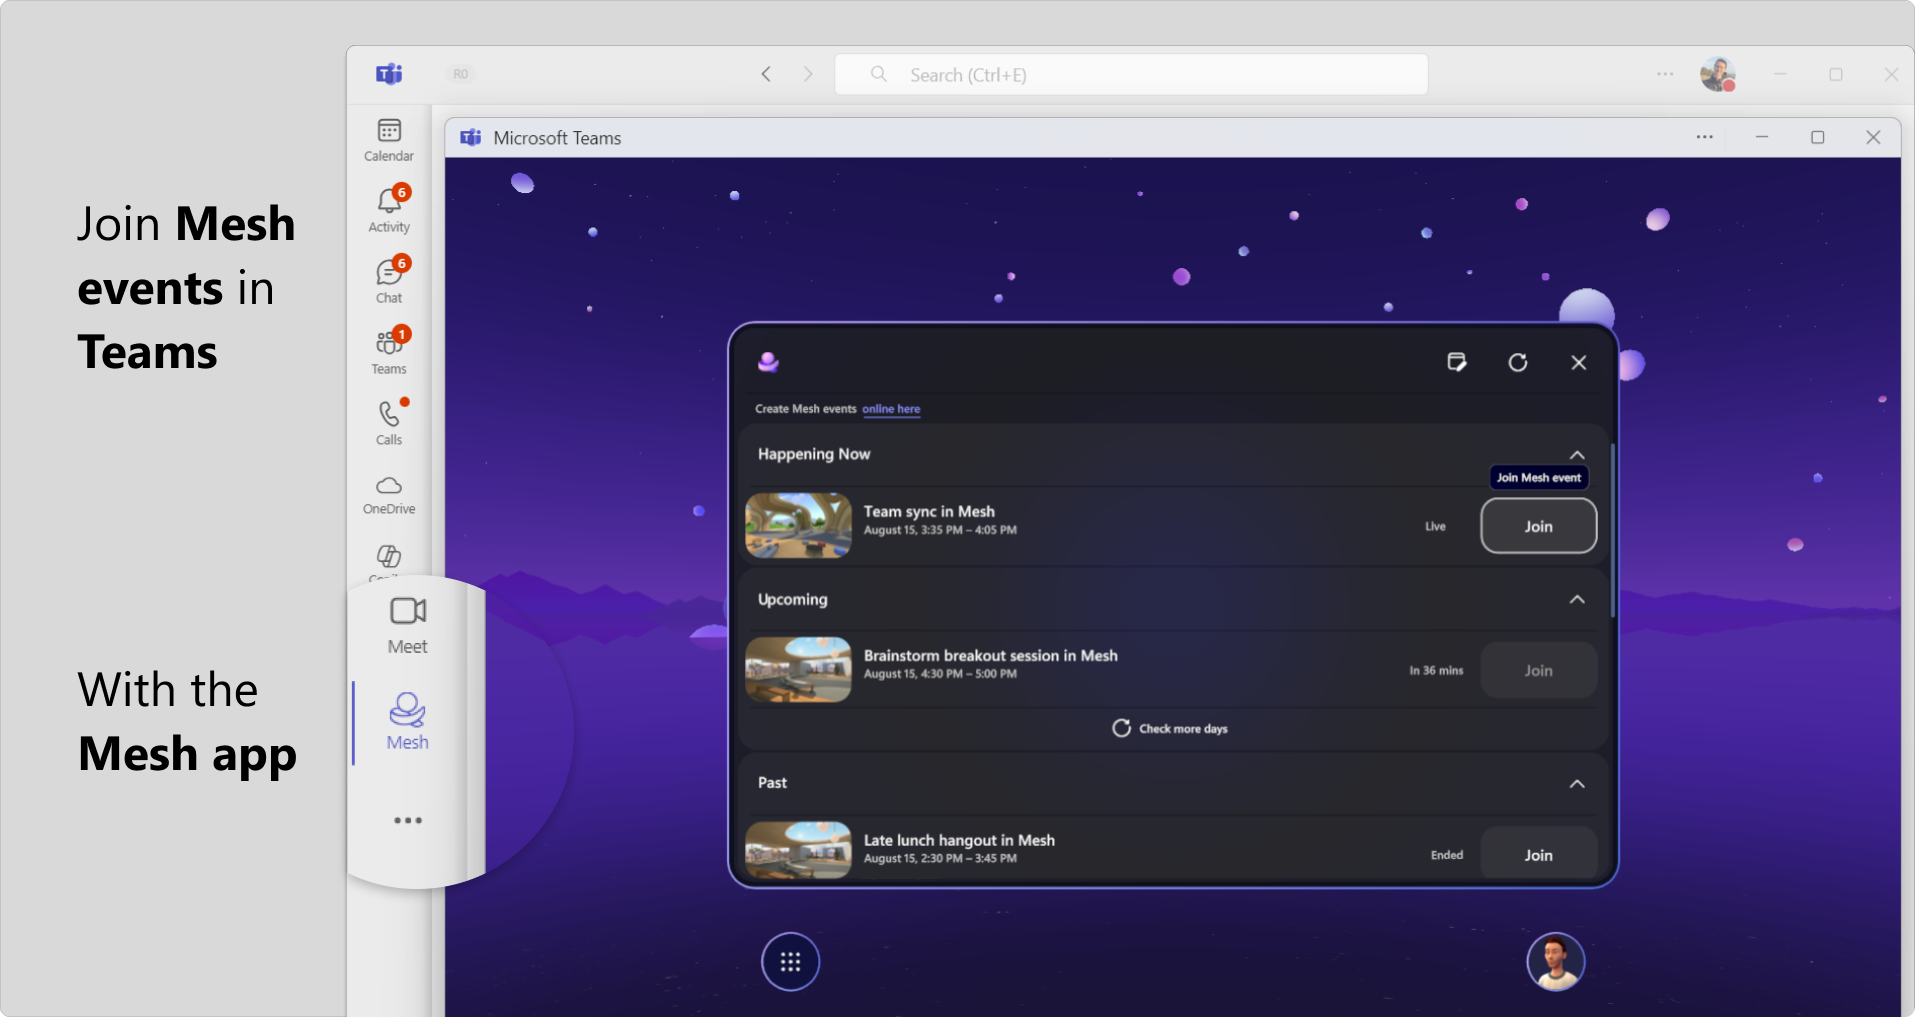 Join Mesh
events in
Teams
With the
Mesh app
R0
Search (Ctrl+E)
Calendar
6
Activity
6
Chat
1
Teams
Calls
OneDrive
Meet
Mesh
Microsoft Teams
Create Mesh events online here
Happening Now
Join Mesh event
Team sync in Mesh
August 15, 3:35 PM – 4:05 PM
Live
Join
Upcoming
Brainstorm breakout session in Mesh
August 15, 4:30 PM – 5:00 PM
In 36 mins
Join
Check more days
Past
Late lunch hangout in Mesh
August 15, 2:30 PM – 3:45 PM
Ended
Join